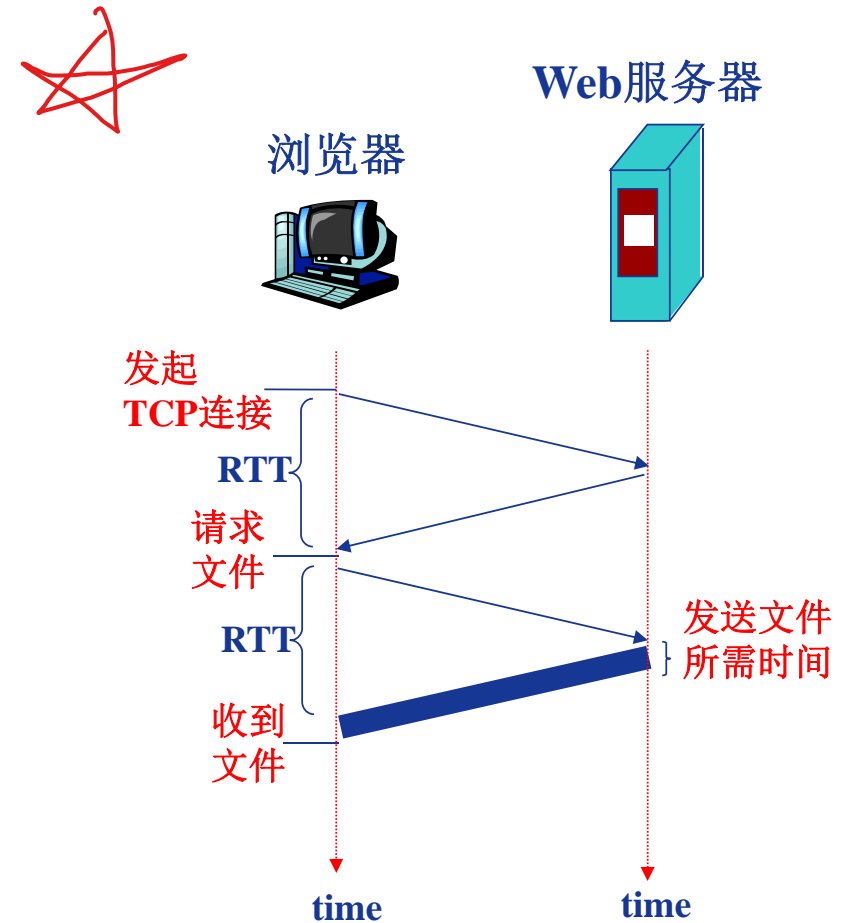 Web服务器
浏览器
发起
TCP连接
RTT
请求
文件
RTT
发送文件
所需时间
收到
文件
time
time